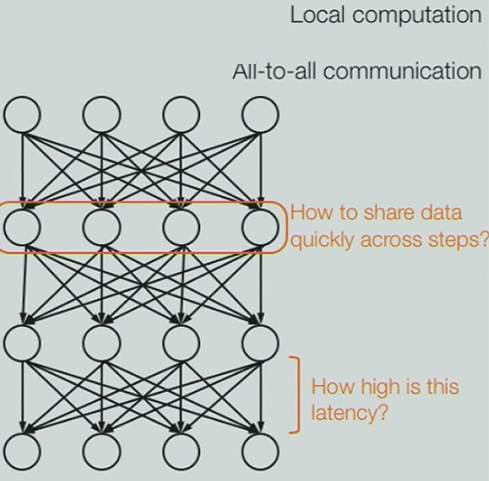 Local computation
All-to-all communication
How to share data
quickly across steps?
How high is this
latency?